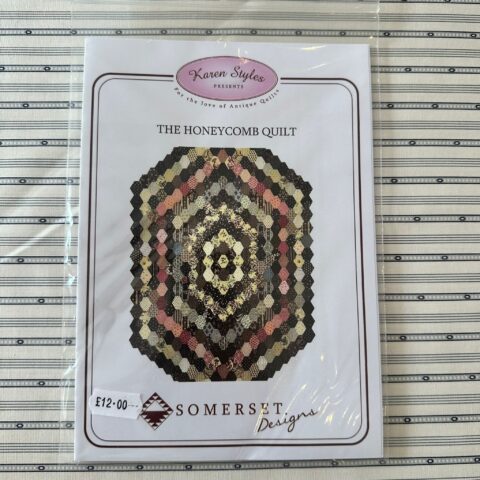 Karen Styles
PRESENTS
For the love of Antique Quilts
THE HONEYCOMB QUILT
£12.00
SOMERSET
Designs